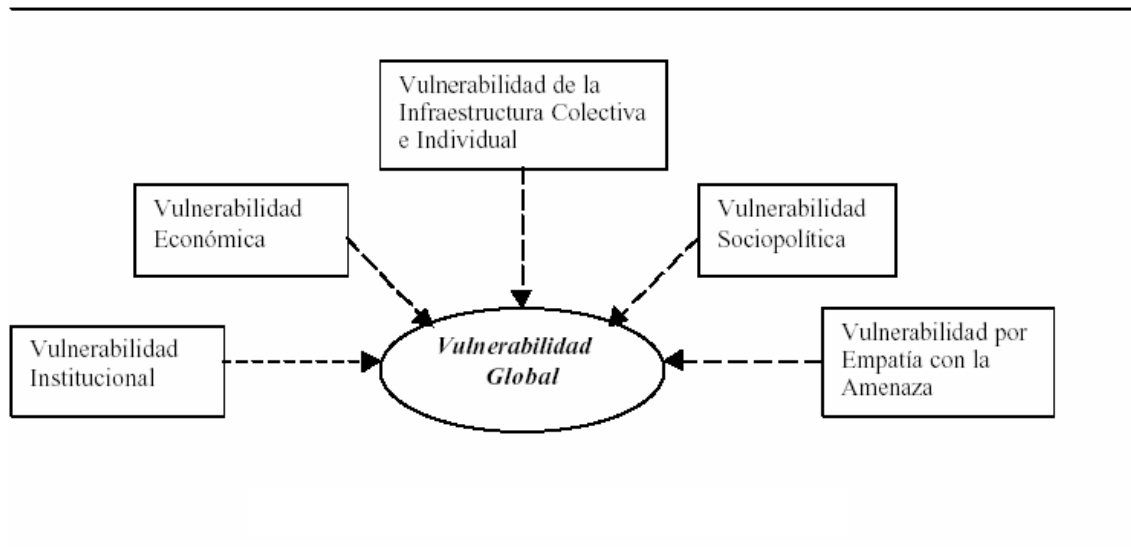 Vulnerabilidad de la
Infraestructura Colectiva
e Individual
Vulnerabilidad
Económica
Vulnerabilidad
Sociopolítica
Vulnerabilidad
Institucional
Vulnerabilidad
Global
Vulnerabilidad por
Empatía con la
Amenaza